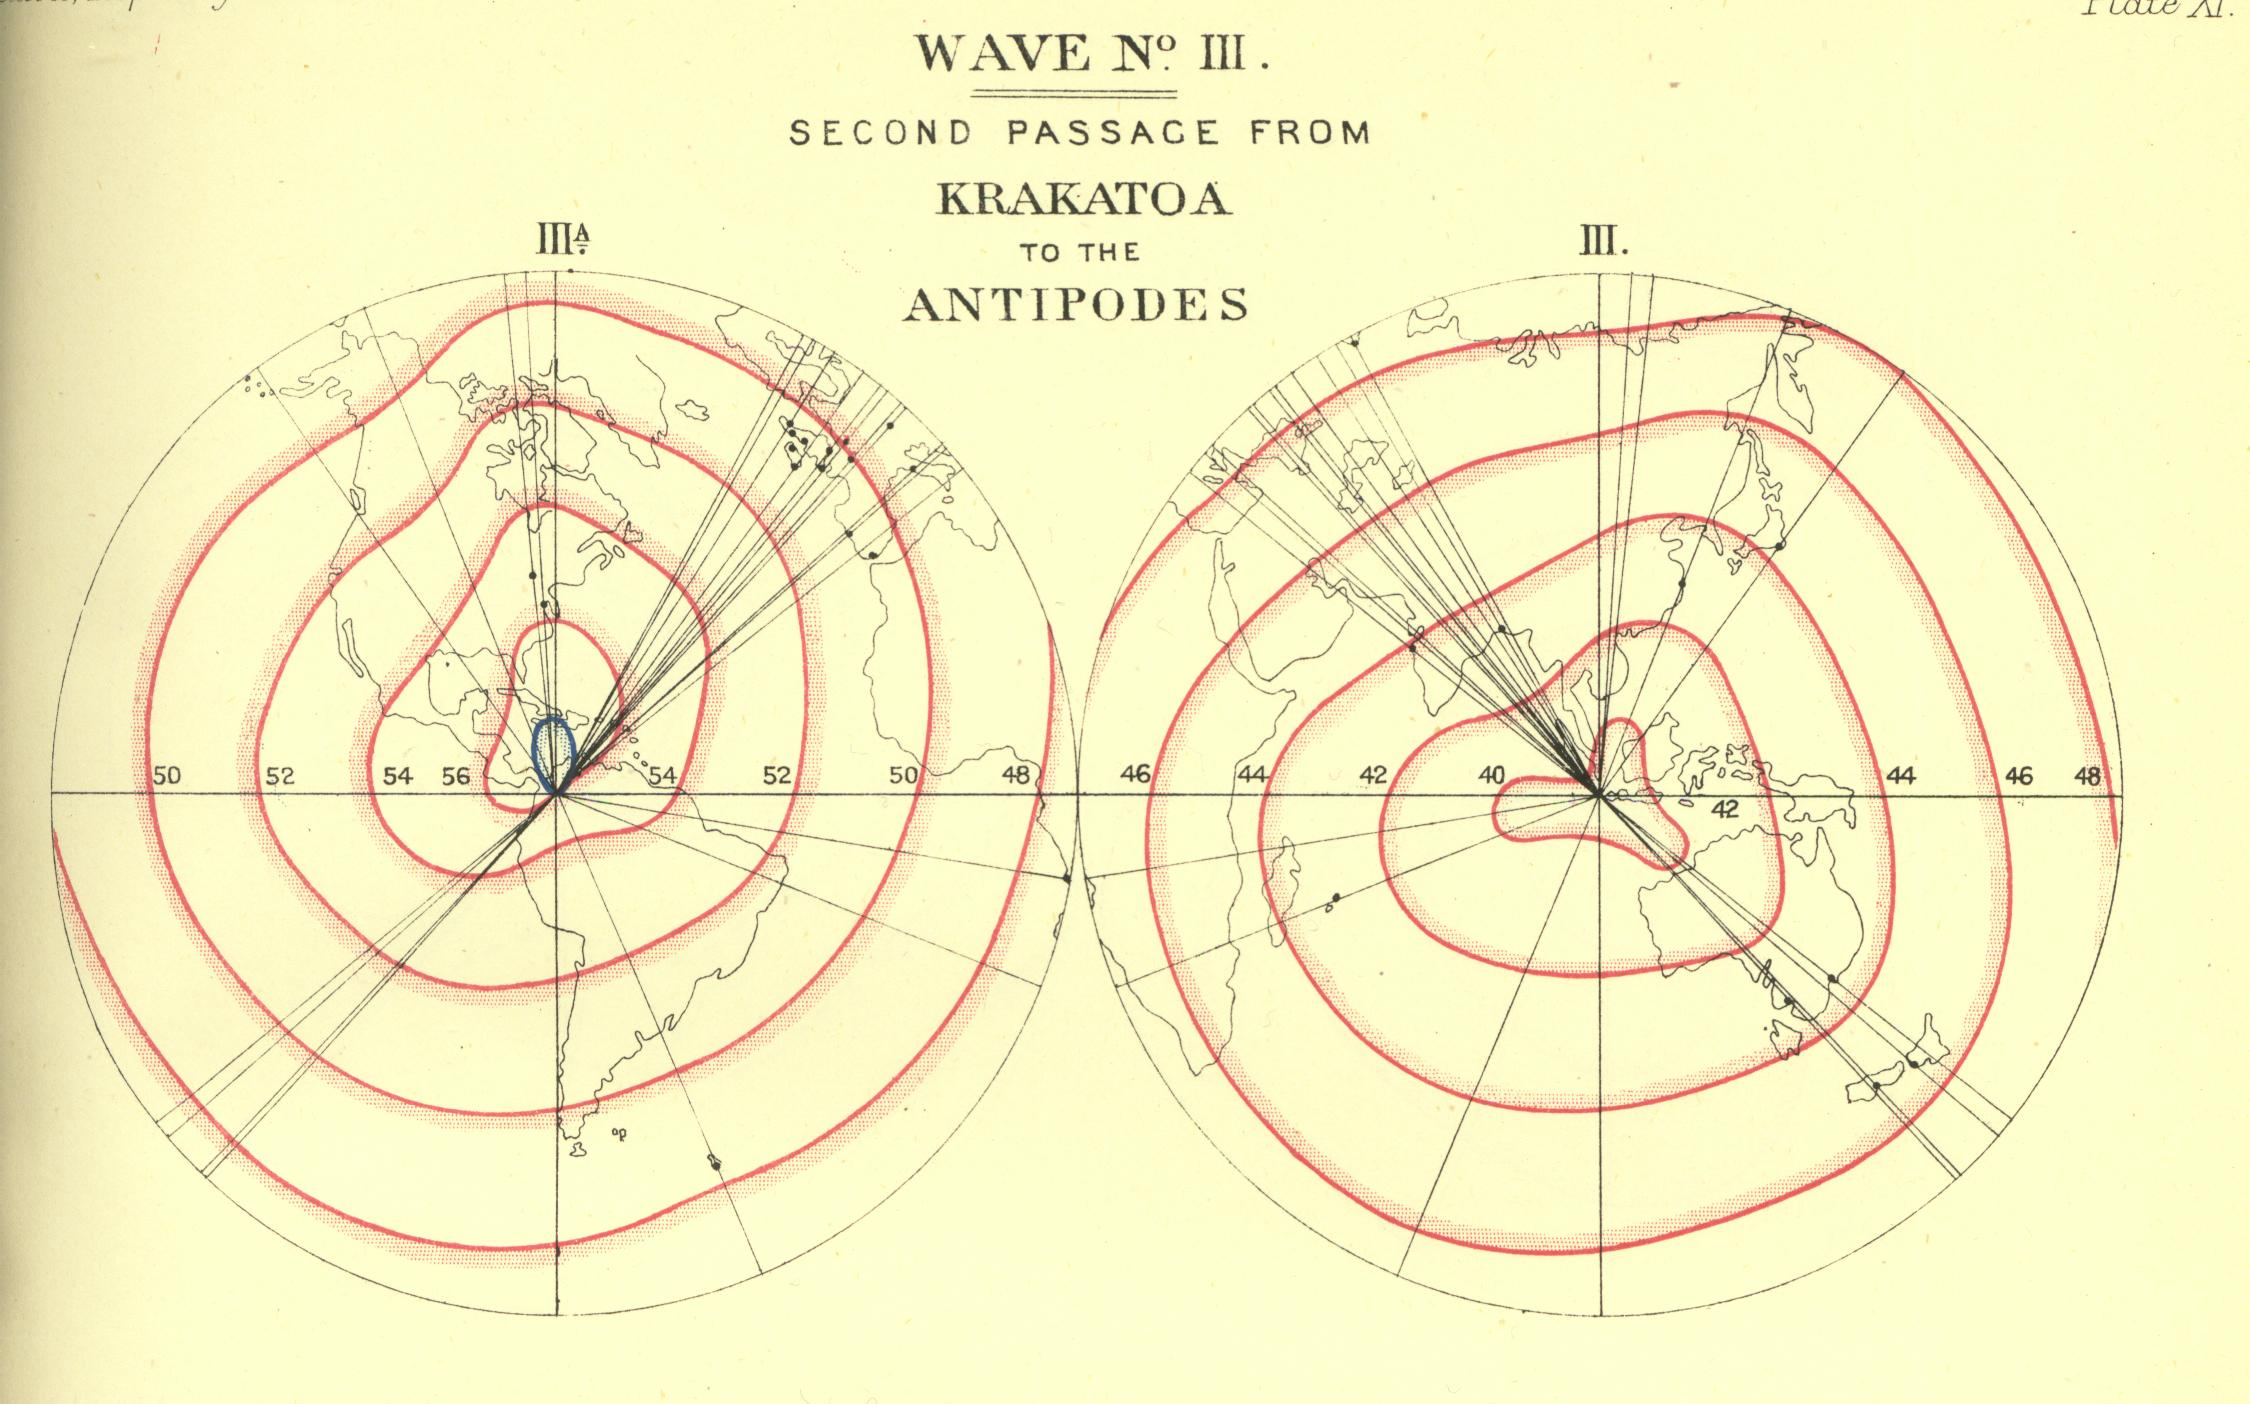 Plate XI.
WAVE Nº III.
SECOND PASSAGE FROM
KRAKATOA
TO THE
ANTIPODES
IIIA.
III.
50 52 54 56 54 52 50 48
46 44 42 40 42 44 46 48